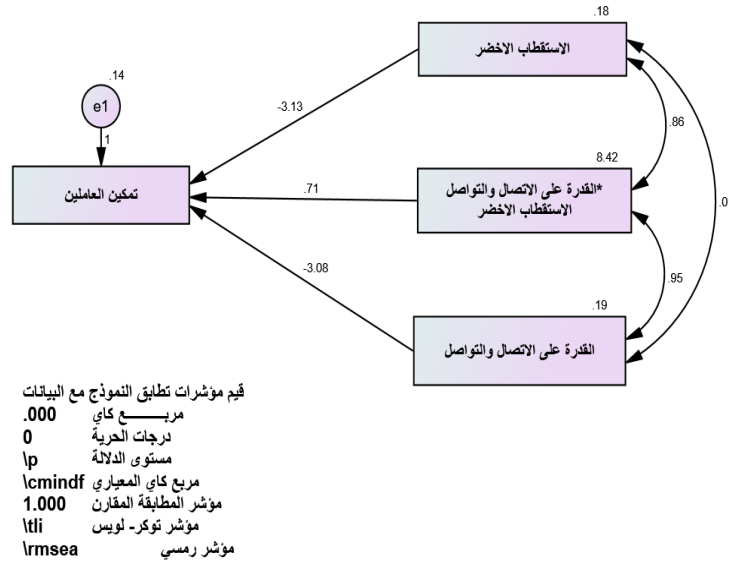 .18
الاستقطاب الاخضر
.14
e1
1
-3.13
.86
8.42
القدرة على الاتصال والتواصل*
الاستقطاب الاخضر
تمكين العاملين
.71
.0
-3.08
.95
.19
القدرة على الاتصال والتواصل
قيم مؤشرات تطابق النموذج مع البيانات
مربـــــــع كاي .000
درجات الحرية 0
مستوى الدلالة \p
مربع كاي المعياري \cmindf
مؤشر المطابقة المقارن 1.000
مؤشر توكر- لويس \tli
مؤشر رمسي \rmsea